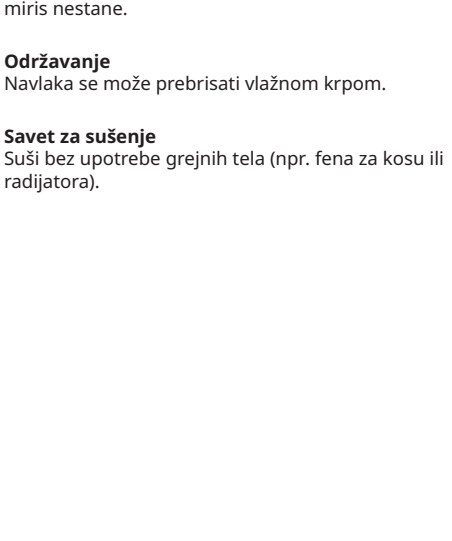 miris nestane.
Održavanje
Navlaka se može prebrisati vlažnom krpom.
Savet za sušenje
Suši bez upotrebe grejnih tela (npr. fena za kosu ili
radijatora).